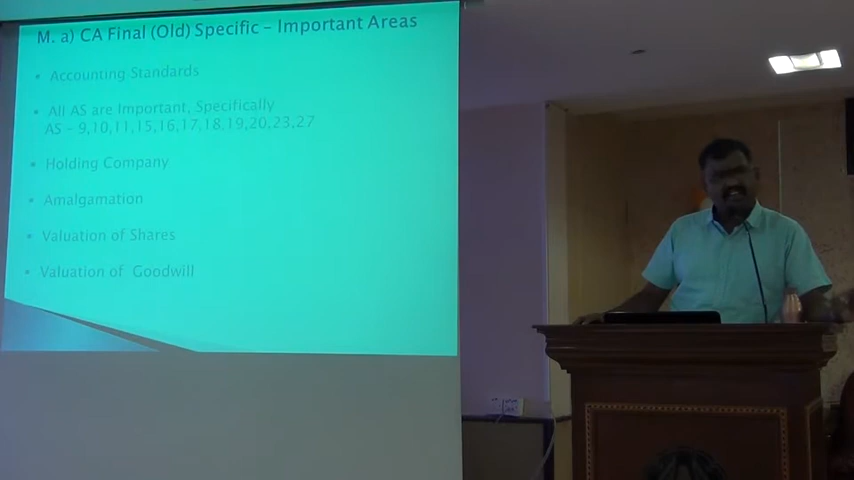 M. a) CA Final (Old) Specific – Important Areas
Accounting Standards
All AS are Important, Specifically
AS – 9,10,11,15,16,17,18,19,20,23,27
Holding Company
Amalgamation
Valuation of Shares
Valuation of Goodwill